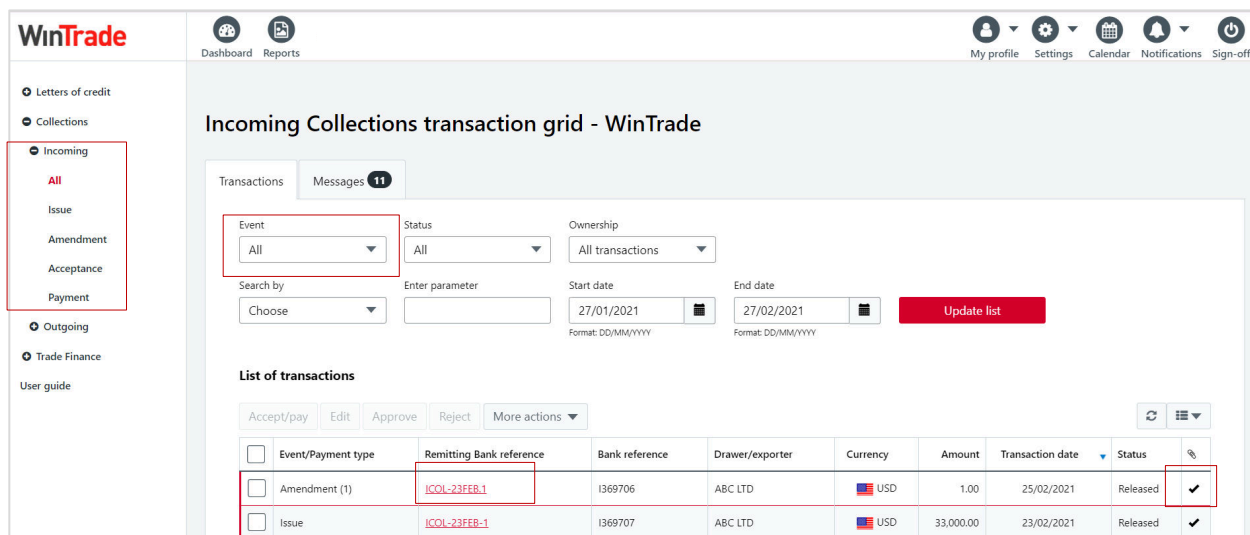 WinTrade
Dashboard Reports
My profile Settings Calendar Notifications Sign-off
Letters of credit
Collections
Incoming
All
Issue
Amendment
Acceptance
Payment
Outgoing
Trade Finance
User guide
Incoming Collections transaction grid - WinTrade
Transactions Messages 11
Event Status Ownership
All All All transactions
Search by Enter parameter Start date End date
Choose 27/01/2021 27/02/2021 Update list
Format: DD/MM/YYYY Format: DD/MM/YYYY
List of transactions
Accept/pay Edit Approve Reject More actions
Event/Payment type Remitting Bank reference Bank reference Drawer/exporter Currency Amount Transaction date Status
Amendment (1) ICOL-23FEB.1 I369706 ABC LTD USD 1.00 25/02/2021 Released
Issue ICOL-23FEB-1 I369707 ABC LTD USD 33,000.00 23/02/2021 Released